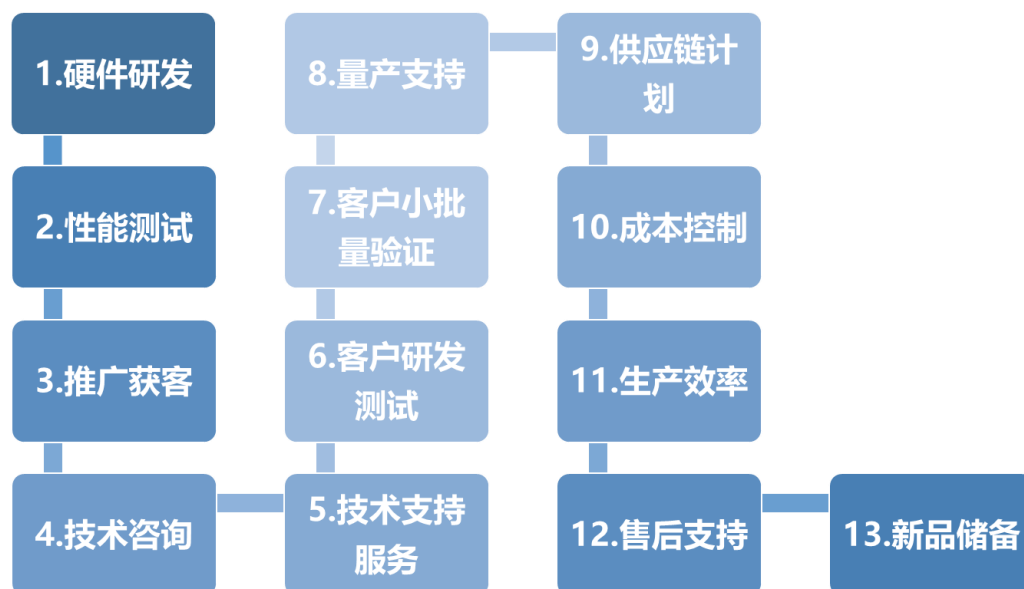 1.硬件研发
2.性能测试
3.推广获客
4.技术咨询
5.技术支持
服务
6.客户研发
测试
7.客户小批
量验证
8.量产支持
9.供应链计
划
10.成本控制
11.生产效率
12.售后支持
13.新品储备